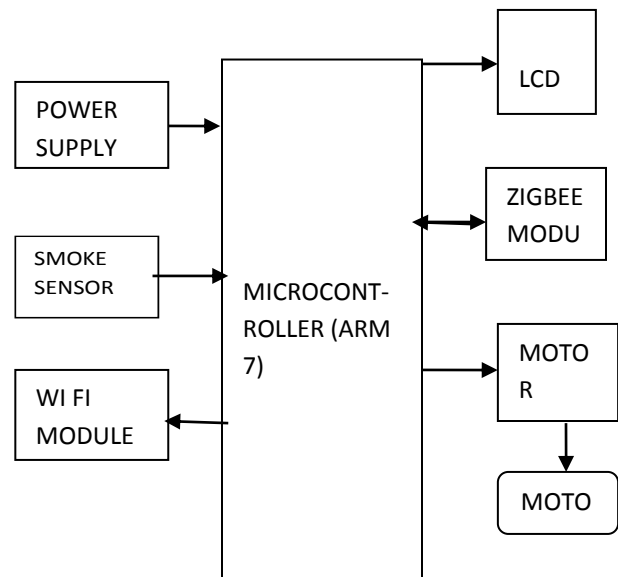 POWER
SUPPLY
SMOKE
SENSOR
WI FI
MODULE
MICROCONT-
ROLLER (ARM
7)
LCD
ZIGBEE
MODU
MOTO
R
MOTO